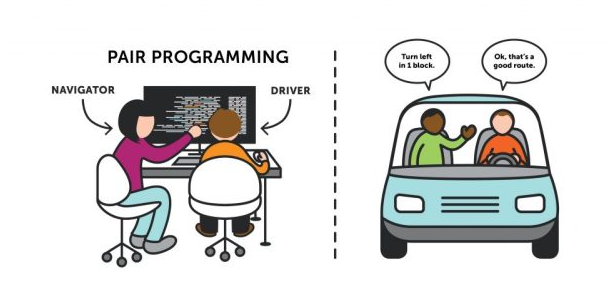 PAIR PROGRAMMING
NAVIGATOR
DRIVER
Turn left
in 1 block.
Ok, that's a
good route.